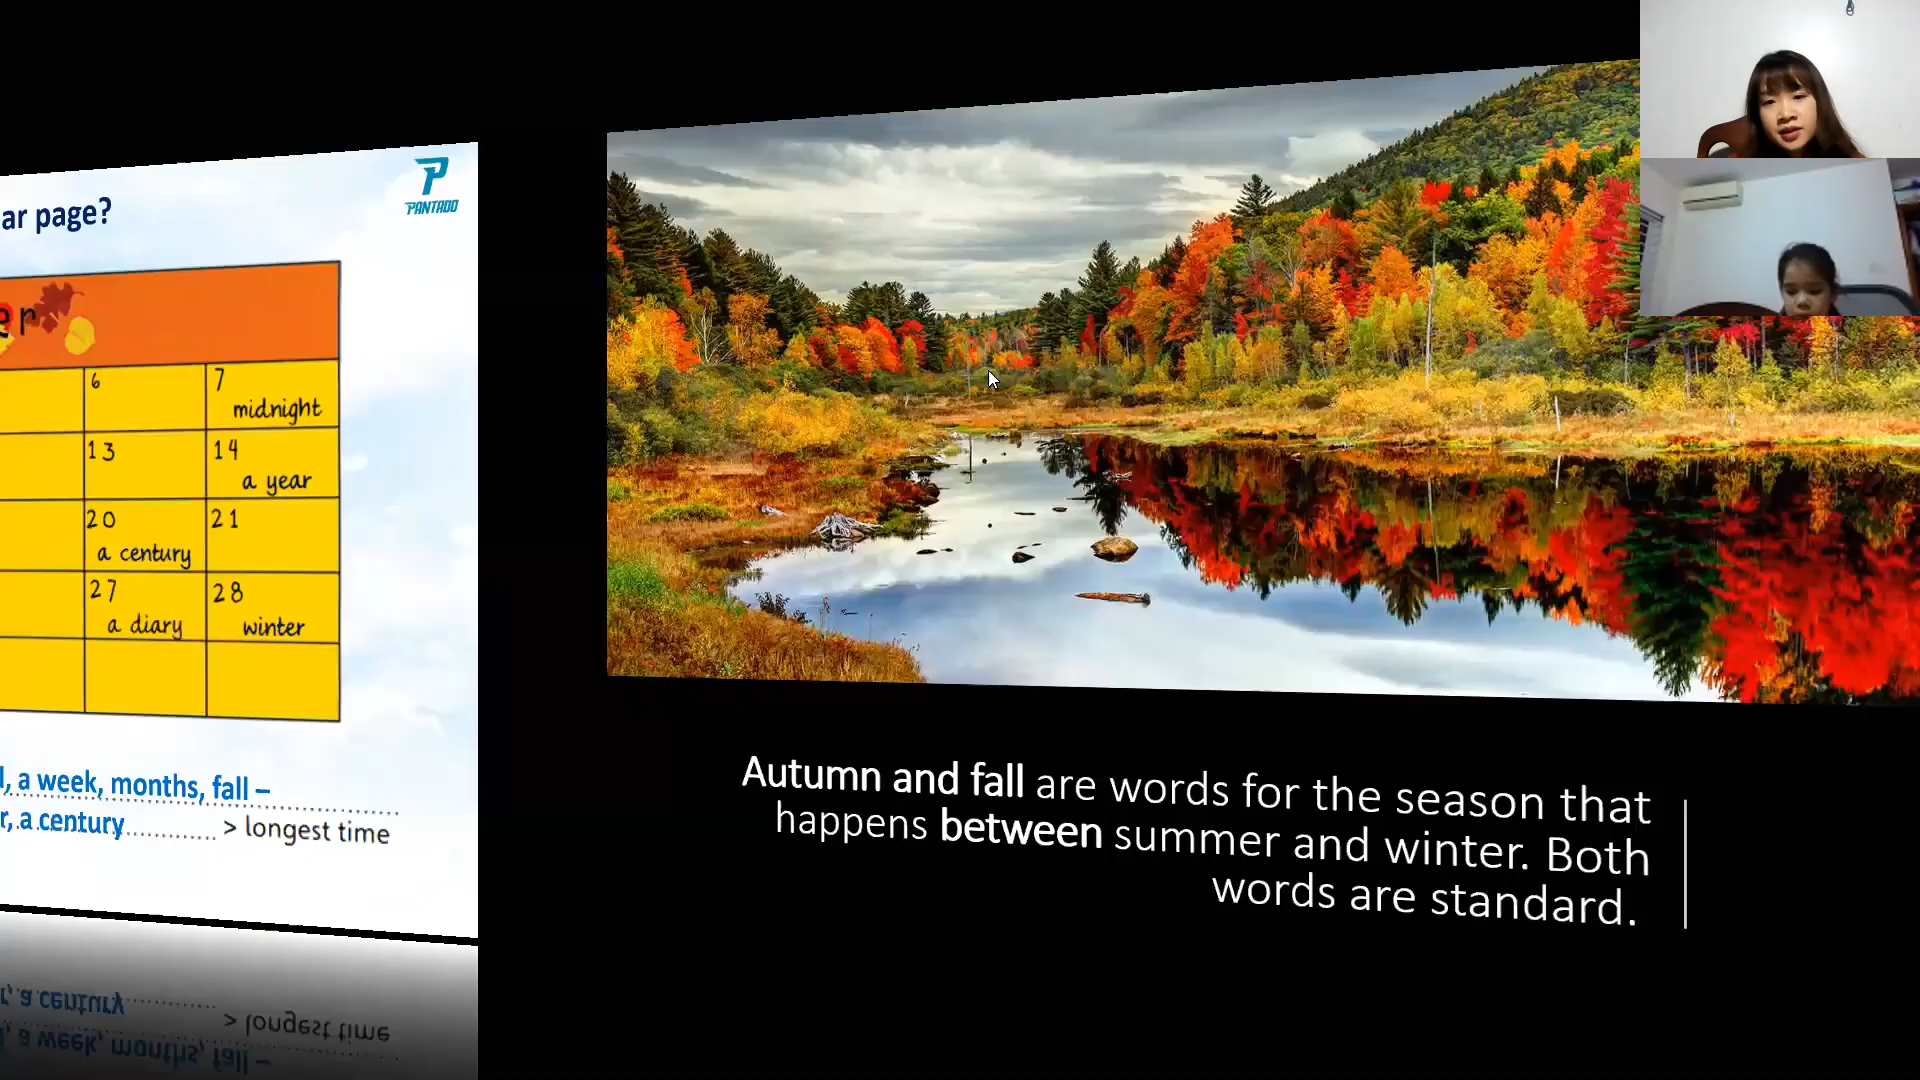 PANTADO
ar page?
er
6
7
midnight
13
14
a year
20
21
a century
27
28
a diary
winter
l, a week, months, fall –
r, a century > longest time
Autumn and fall are words for the season that
happens between summer and winter. Both
words are standard.